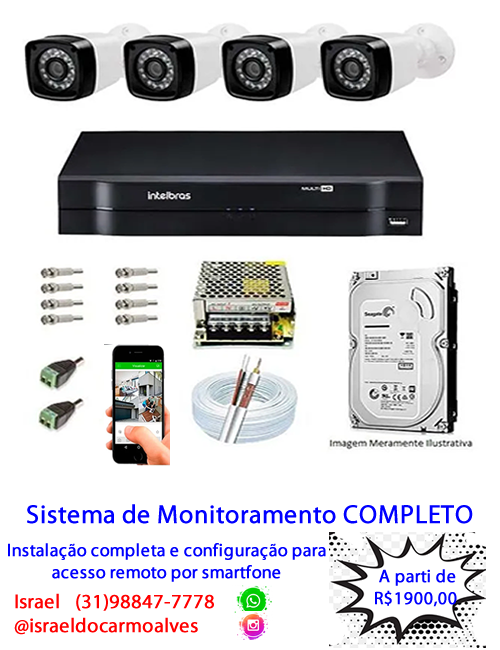 intelbras
MULTI HD
Seagate
Imagem Meramente Ilustrativa
Sistema de Monitoramento COMPLETO
Instalação completa e configuração para
acesso remoto por smartfone
A parti de
R$1900,00
Israel (31)98847-7778
@israeldocarmoalves